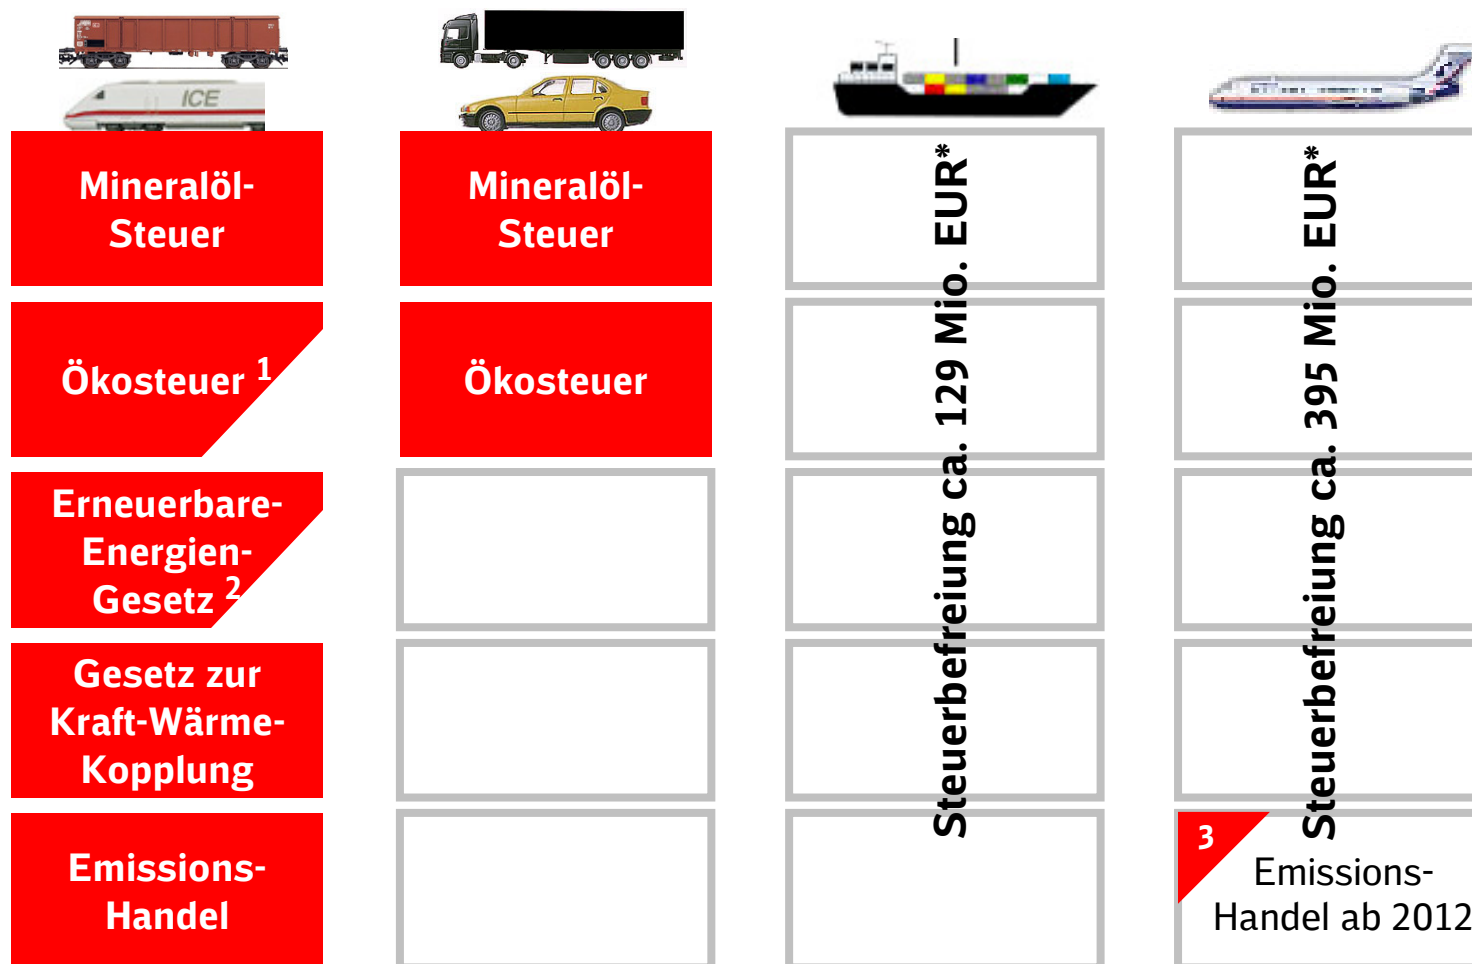 ICE
Mineralöl-
Steuer
Ökosteuer 1
Erneuerbare-
Energien-
Gesetz 2
Gesetz zur
Kraft-Wärme-
Kopplung
Emissions-
Handel
Mineralöl-
Steuer
Ökosteuer
Steuerbefreiung ca. 129 Mio. EUR*
Steuerbefreiung ca. 395 Mio. EUR*
3
Emissions-
Handel ab 2012